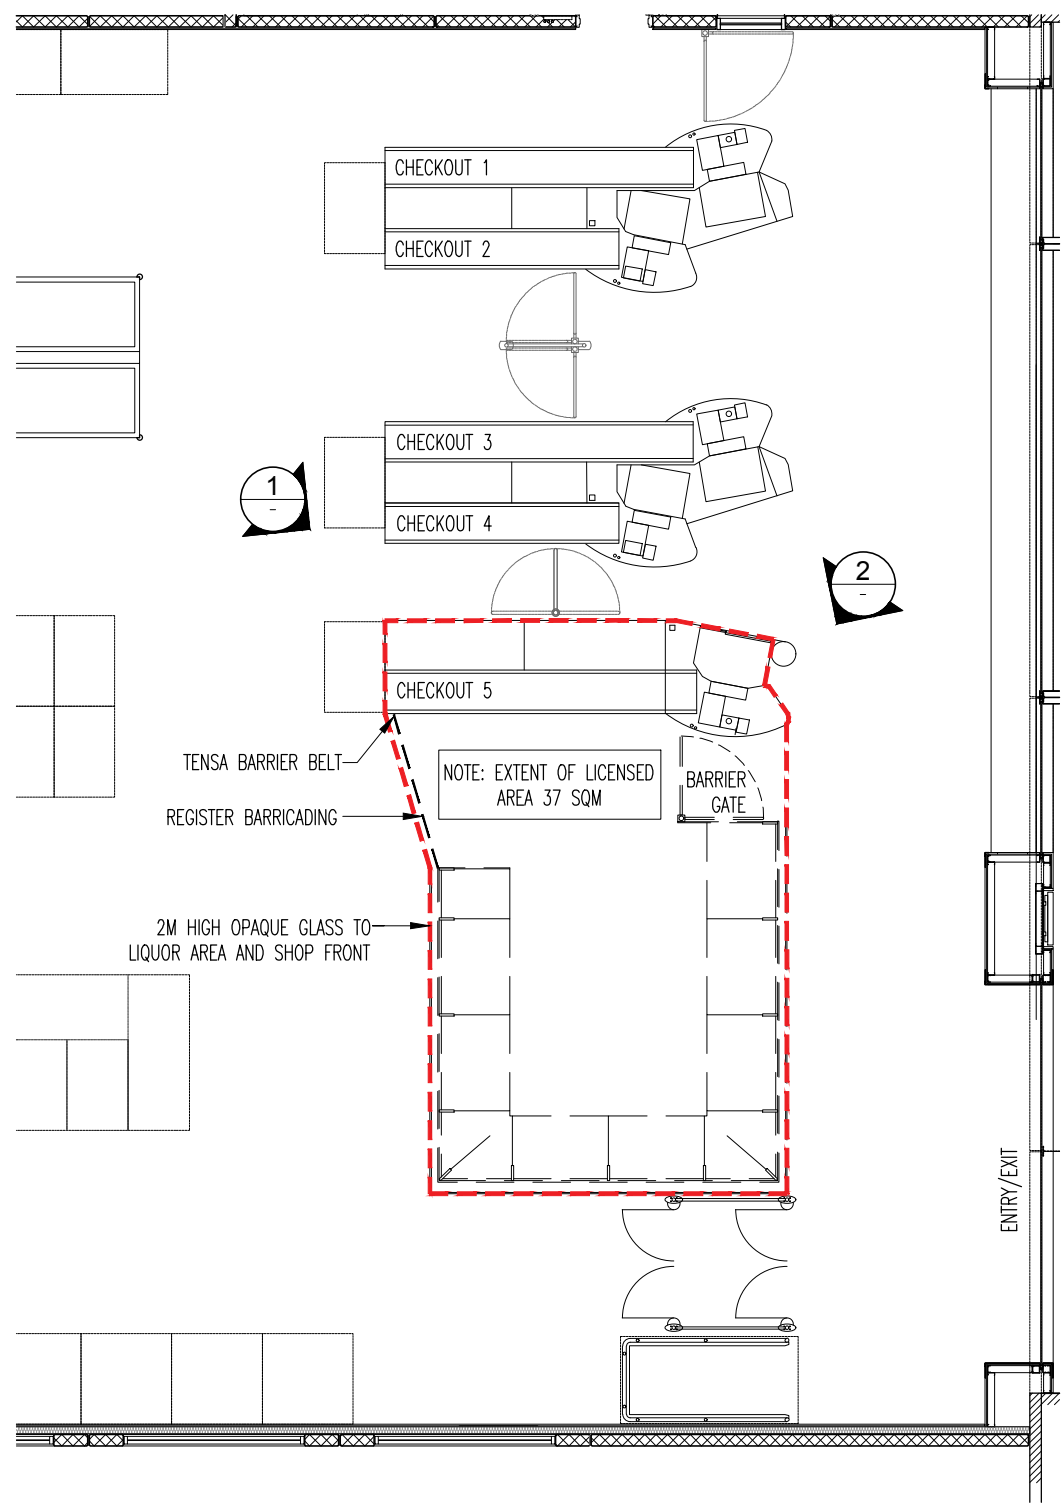 CHECKOUT 1
CHECKOUT 2
CHECKOUT 3
1
-
CHECKOUT 4
2
-
CHECKOUT 5
TENSA BARRIER BELT
NOTE: EXTENT OF LICENSED
AREA 37 SQM
BARRIER
GATE
REGISTER BARRICADING
2M HIGH OPAQUE GLASS TO
LIQUOR AREA AND SHOP FRONT
ENTRY/EXIT